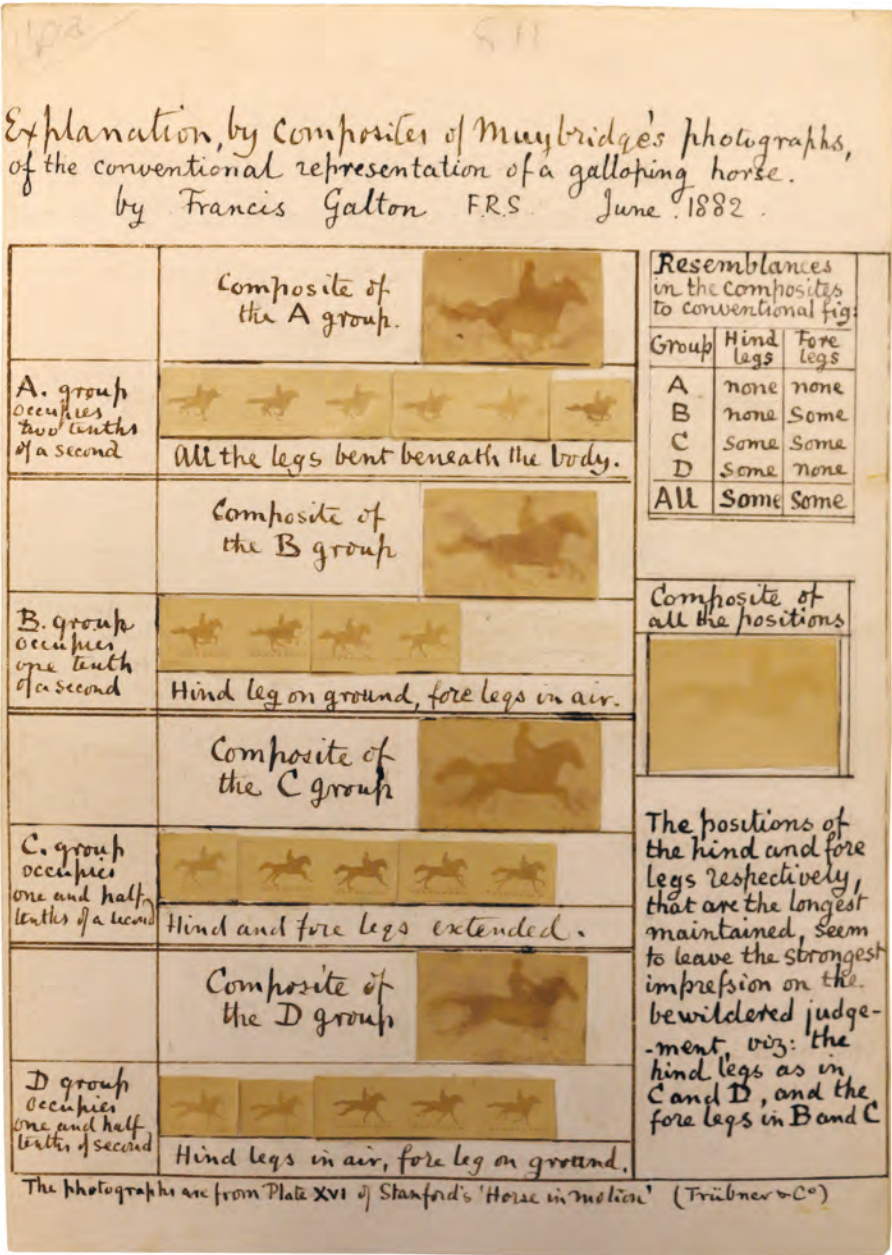 Explanation, by Composites of Muybridge's photographs,
of the conventional representation of a galloping horse.
by Francis Galton F.R.S. June. 1882.
Composite of
the A group.
A. group
occupies
two tenths
of a second
All the legs bent beneath the body.
Composite of
the B group
B. group
occupies
one tenth
of a second
Hind leg on ground, fore legs in air.
Composite of
the C group
C. group
occupies
one and half
tenths of a second
Hind and fore legs extended.
Composite of
the D group
D group
occupies
one and half
tenths of second
Hind legs in air, fore leg on ground.
Resemblances
in the composites
to conventional fig:
Group Hind legs Fore legs
A none none
B none Some
C Some Some
D Some none
All Some Some
Composite of
all the positions
The positions of
the hind and fore
legs respectively,
that are the longest
maintained, seem
to leave the strongest
impression on the
bewildered judge-
-ment, viz: the
hind legs as in
C and D, and the
fore legs in B and C
The photographs are from Plate XVI of Stanford's 'Horse in motion' (Trübner & Co)